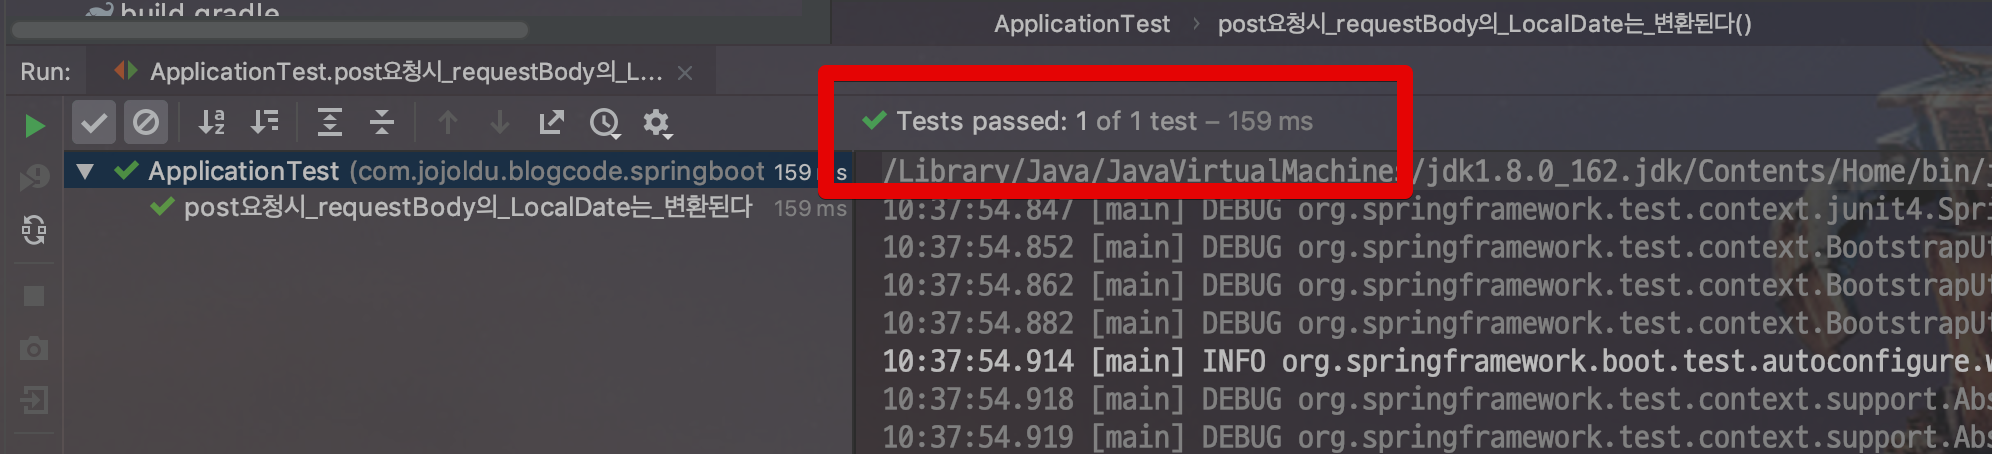 build.gradle
ApplicationTest › post요청시_requestBody의_LocalDate는_변환된다()
Run: ApplicationTest.post요청시_requestBody의_L... ×
Tests passed: 1 of 1 test – 159 ms
ApplicationTest (com.jojoldu.blogcode.springboot 159 ms
post요청시_requestBody의_LocalDate는_변환된다 159 ms
/Library/Java/JavaVirtualMachines/jdk1.8.0_162.jdk/Contents/Home/bin/j
10:37:54.847 [main] DEBUG org.springframework.test.context.junit4.Spri
10:37:54.852 [main] DEBUG org.springframework.test.context.BootstrapUt
10:37:54.862 [main] DEBUG org.springframework.test.context.BootstrapUt
10:37:54.882 [main] DEBUG org.springframework.test.context.BootstrapUt
10:37:54.914 [main] INFO org.springframework.boot.test.autoconfigure.w
10:37:54.918 [main] DEBUG org.springframework.test.context.support.Abs
10:37:54.919 [main] DEBUG org.springframework.test.context.support.Abs